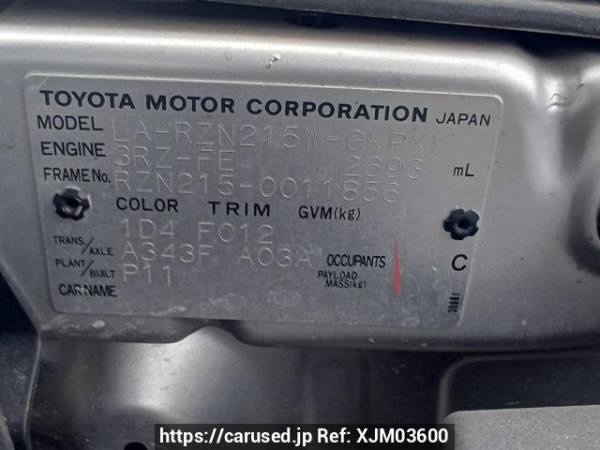 TOYOTA MOTOR CORPORATION JAPAN
MODEL LA-RZN215W-GKPXK
ENGINE 3RZ-FE 2693 mL
FRAME No. RZN215-0011856
COLOR TRIM GVM(kg)
1D4 FC12
TRANS/AXLE A343F A03A OCCUPANTS C
PLANT/BUILT P11 PAYLOAD MASS(kg)
CAR NAME
https://carused.jp Ref: XJM03600